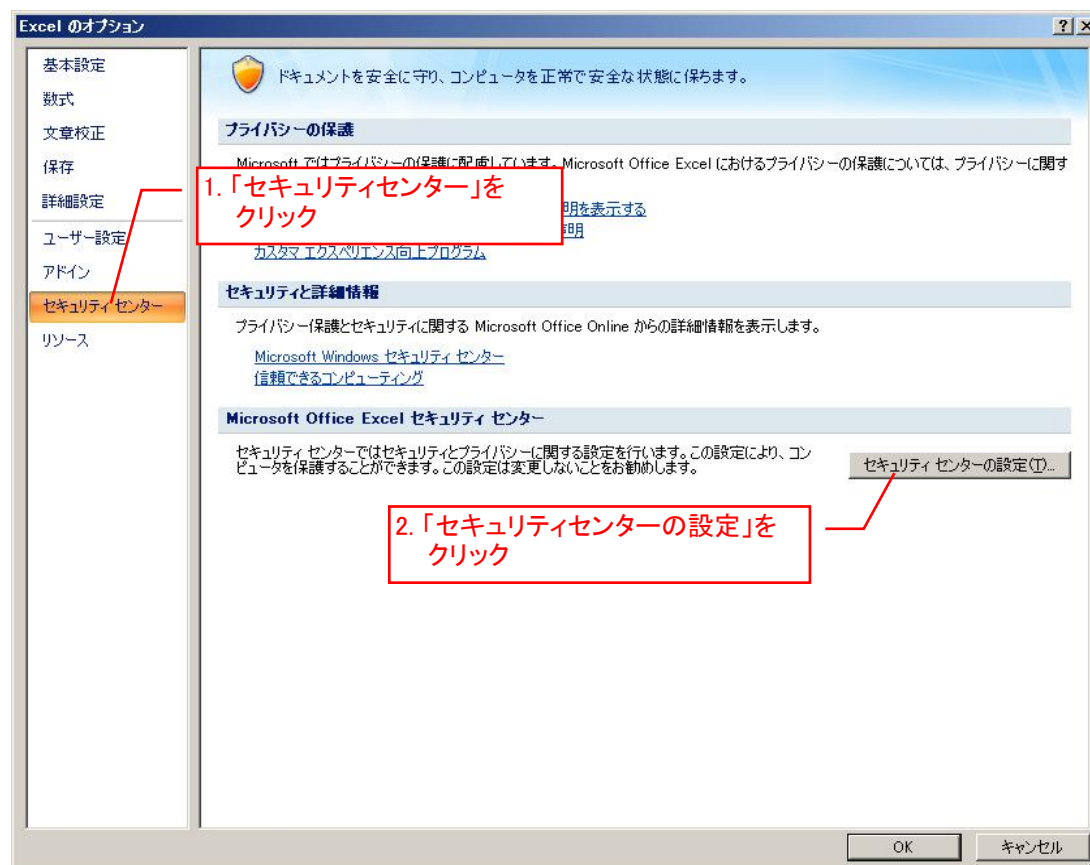 Excel のオプション
基本設定
数式
文章校正
保存
詳細設定
ユーザー設定
アドイン
セキュリティ センター
リソース
ドキュメントを安全に守り、コンピュータを正常で安全な状態に保ちます。
プライバシーの保護
Microsoft ではプライバシーの保護に配慮しています。Microsoft Office Excel におけるプライバシーの保護については、プライバシーに関す
1. 「セキュリティセンター」を
クリック
明を表示する
声明
カスタマ エクスペリエンス向上プログラム
セキュリティと詳細情報
プライバシー保護とセキュリティに関する Microsoft Office Online からの詳細情報を表示します。
Microsoft Windows セキュリティ センター
信頼できるコンピューティング
Microsoft Office Excel セキュリティ センター
セキュリティ センターではセキュリティとプライバシーに関する設定を行います。この設定により、コン
ピュータを保護することができます。この設定は変更しないことをお勧めします。
セキュリティ センターの設定(T)...
2. 「セキュリティセンターの設定」を
クリック
OK
キャンセル